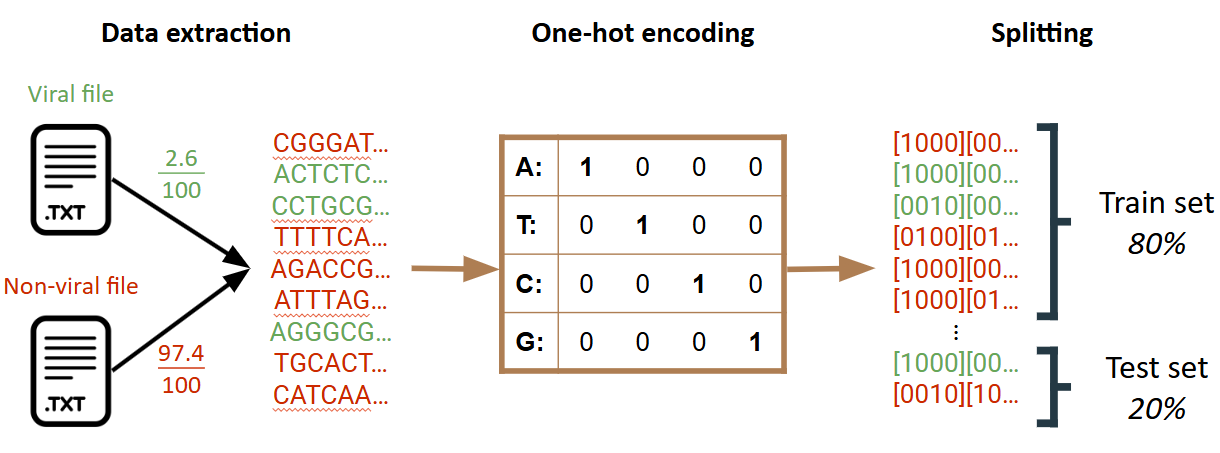 Data extraction
One-hot encoding
Splitting
Viral file
.TXT
2.6
100
Non-viral file
.TXT
97.4
100
CGGGAT...
ACTCTC...
CCTGCG...
TTTTCA...
AGACCG...
ATTTAG...
AGGGCG...
TGCACT...
CATCAA...
A: 1 0 0 0
T: 0 1 0 0
C: 0 0 1 0
G: 0 0 0 1
[1000][00...
[1000][00...
[0010][00...
[0100][01...
[1000][00...
[1000][01...
⋮
[1000][00...
[0010][10...
Train set
80%
Test set
20%